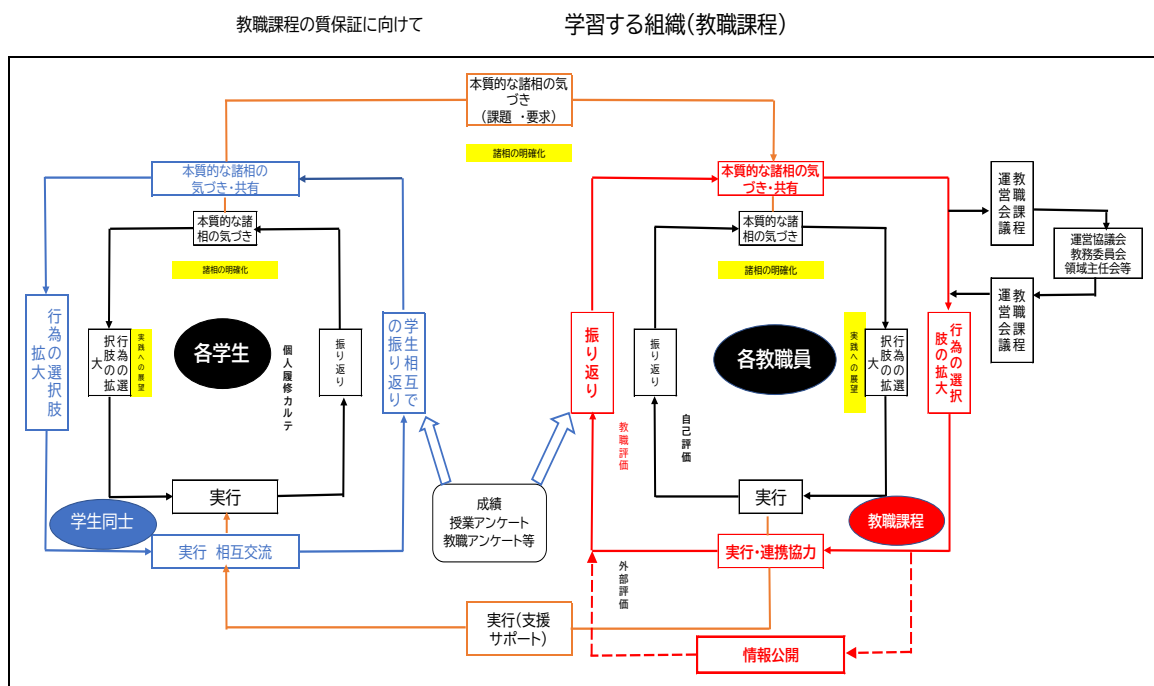 教職課程の質保証に向けて
学習する組織(教職課程)
本質的な諸相の気
づき
(課題 ・要求)
諸相の明確化
本質的な諸相の
気づき・共有
本質的な諸
相の気づき
諸相の明確化
行為の選択肢
拡大
行為の選
択肢の拡
大
実践への展望
各学生
個人履修カルテ
振り返り
学生相互で
の振り返り
実行
学生同士
実行 相互交流
成績
授業アンケート
教職アンケート等
実行(支援
サポート)
本質的な諸相の気
づき・共有
本質的な諸
相の気づき
諸相の明確化
振り返り
教職評価
振り返り
自己評価
各教職員
実践への展望
行為の選
択肢の拡
大
行為の選択
肢の拡大
実行
教職課程
実行・連携協力
外部評価
情報公開
教職課程
運営会議
運営協議会
教務委員会
領域主任会等
教職課程
運営会議